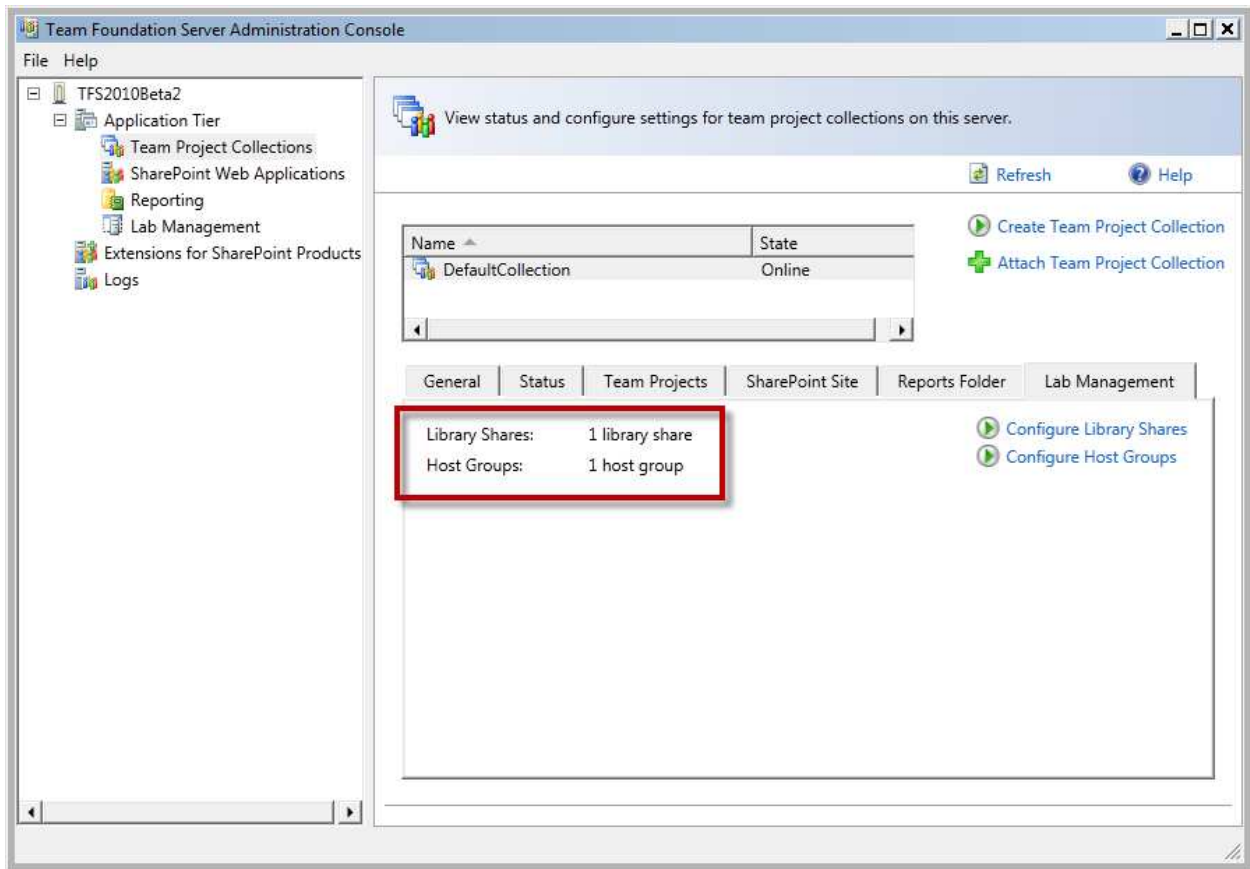 Team Foundation Server Administration Console
File Help
TFS2010Beta2
Application Tier
Team Project Collections
SharePoint Web Applications
Reporting
Lab Management
Extensions for SharePoint Products
Logs
View status and configure settings for team project collections on this server.
Refresh Help
Name State
DefaultCollection Online
Create Team Project Collection
Attach Team Project Collection
General Status Team Projects SharePoint Site Reports Folder Lab Management
Library Shares: 1 library share
Host Groups: 1 host group
Configure Library Shares
Configure Host Groups